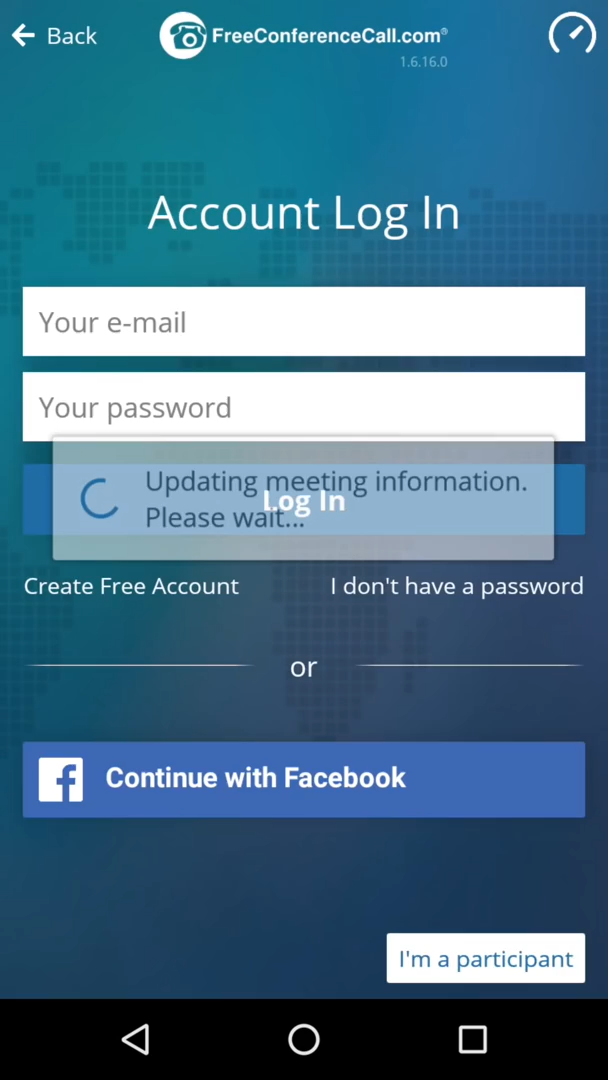 Back
FreeConferenceCall.com®
1.6.16.0
Account Log In
Your e-mail
Your password
Updating meeting information.
Please wait...
Log In
Create Free Account
I don't have a password
or
Continue with Facebook
I'm a participant